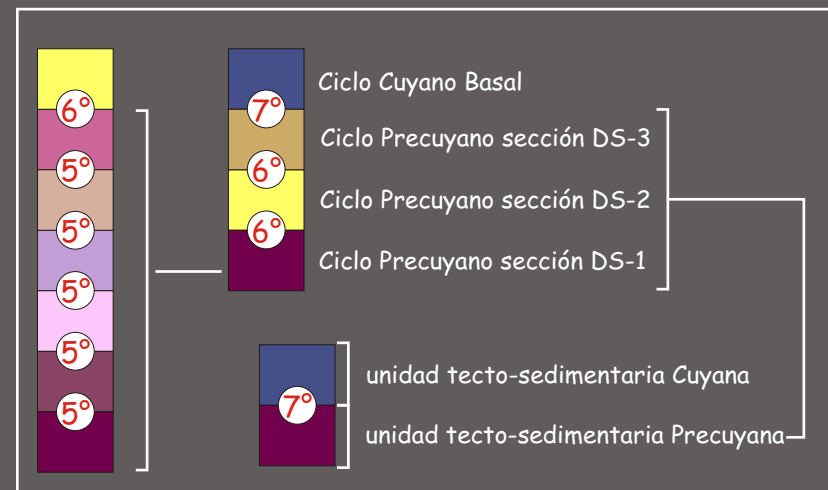 6°
5°
5°
5°
5°
5°
7°
6°
6°
Ciclo Cuyano Basal
Ciclo Precuyano sección DS-3
Ciclo Precuyano sección DS-2
Ciclo Precuyano sección DS-1
7°
unidad tecto-sedimentaria Cuyana
unidad tecto-sedimentaria Precuyana